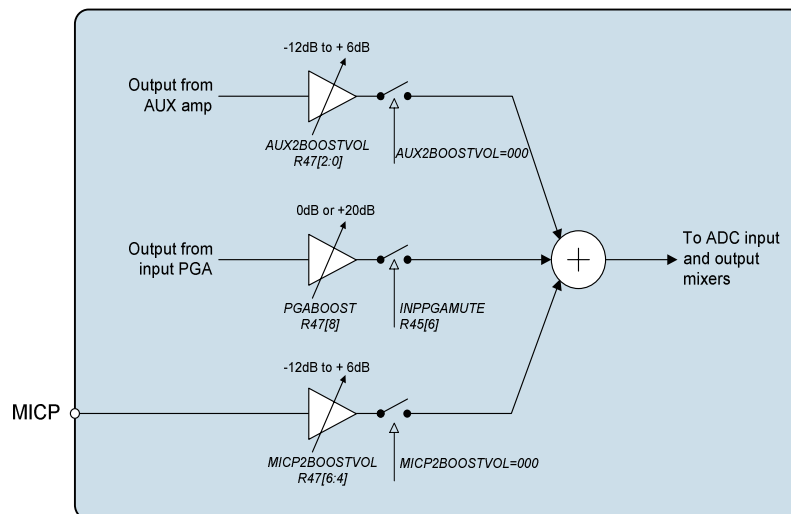 -12dB to + 6dB
Output from
AUX amp
AUX2BOOSTVOL
R47[2:0]
AUX2BOOSTVOL=000
0dB or +20dB
Output from
input PGA
PGABOOST
R47[8]
INPPGAMUTE
R45[6]
+
To ADC input
and output
mixers
-12dB to + 6dB
MICP
MICP2BOOSTVOL
R47[6:4]
MICP2BOOSTVOL=000